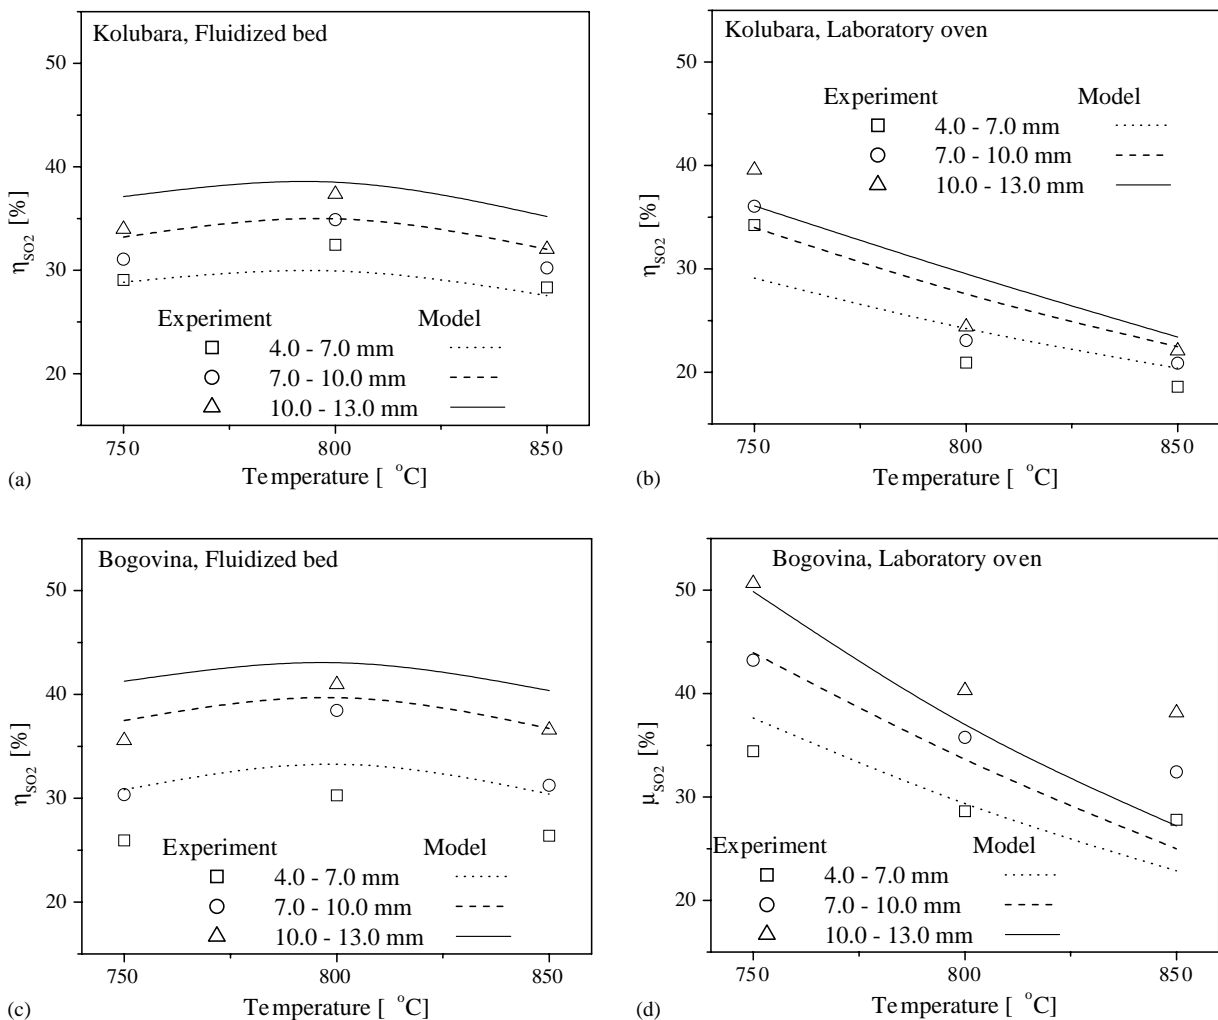 Kolubara, Fluidized bed
50
40
30
20
η_SO2 [%]
Experiment Model
4.0 - 7.0 mm
7.0 - 10.0 mm
10.0 - 13.0 mm
750 800 850
Temperature [ °C]
(a)
Kolubara, Laboratory oven
50
40
30
20
η_SO2 [%]
Experiment Model
4.0 - 7.0 mm
7.0 - 10.0 mm
10.0 - 13.0 mm
750 800 850
Temperature [ °C]
(b)
Bogovina, Fluidized bed
50
40
30
20
η_SO2 [%]
Experiment Model
4.0 - 7.0 mm
7.0 - 10.0 mm
10.0 - 13.0 mm
750 800 850
Temperature [ °C]
(c)
Bogovina, Laboratory oven
50
40
30
20
μ_SO2 [%]
Experiment Model
4.0 - 7.0 mm
7.0 - 10.0 mm
10.0 - 13.0 mm
750 800 850
Temperature [ °C]
(d)